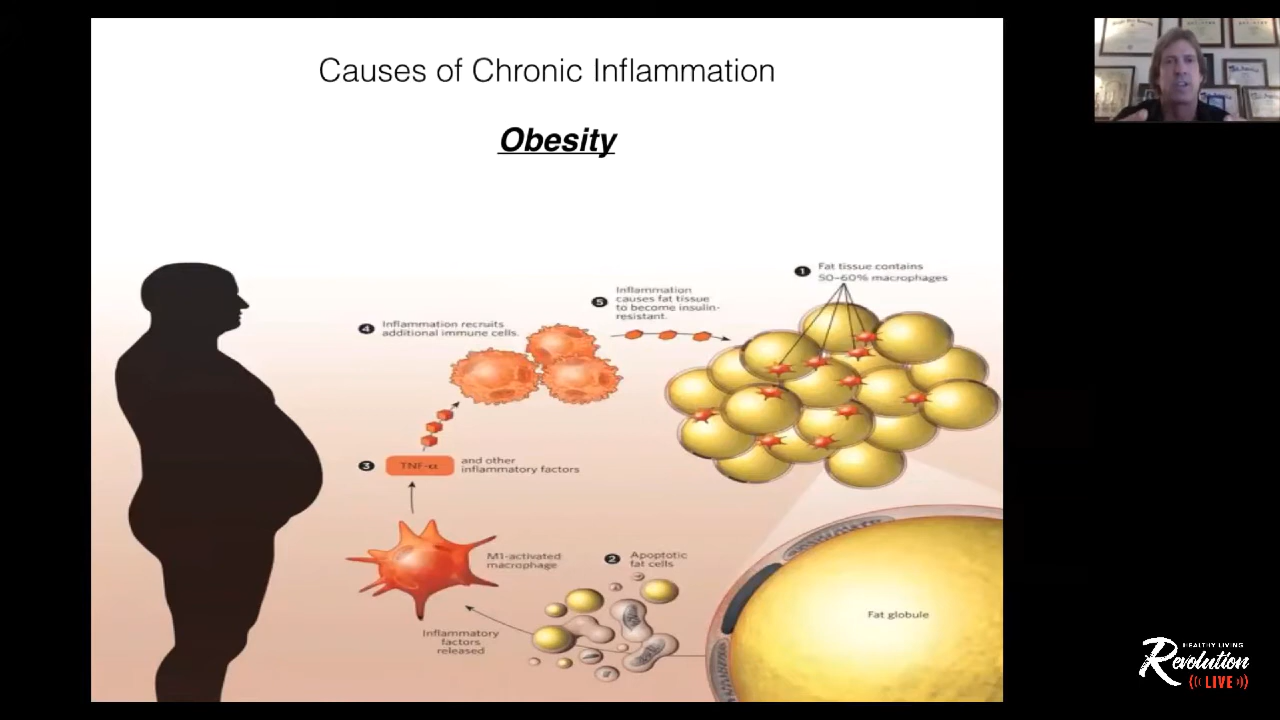 Causes of Chronic Inflammation
Obesity
1 Fat tissue contains
50–60% macrophages
5 Inflammation
causes fat tissue
to become insulin-
resistant.
4 Inflammation recruits
additional immune cells.
3 TNF-α and other
inflammatory factors
M1-activated
macrophage
2 Apoptotic
fat cells
Inflammatory
factors
released
Fat globule
HEALTHY LIVING
Revolution
LIVE